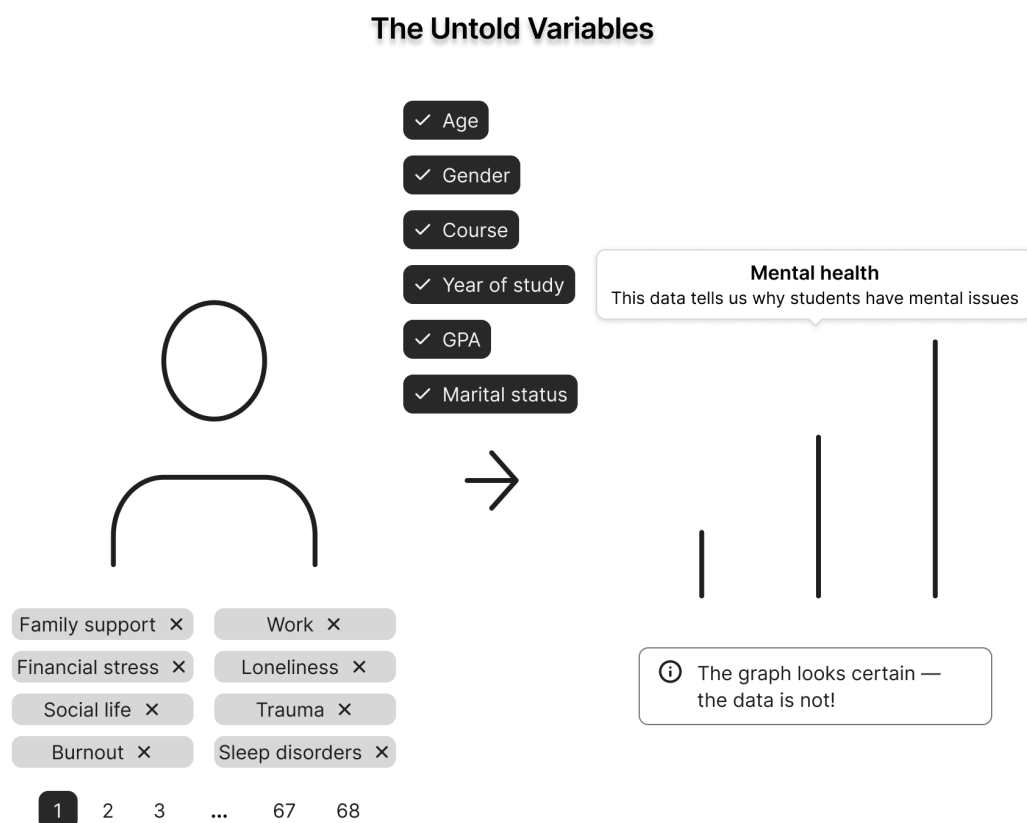 The Untold Variables
Age
Gender
Course
Year of study
GPA
Marital status
Mental health
This data tells us why students have mental issues
Family support ✕ Work ✕
Financial stress ✕ Loneliness ✕
Social life ✕ Trauma ✕
Burnout ✕ Sleep disorders ✕
1 2 3 ... 67 68
The graph looks certain —
the data is not!